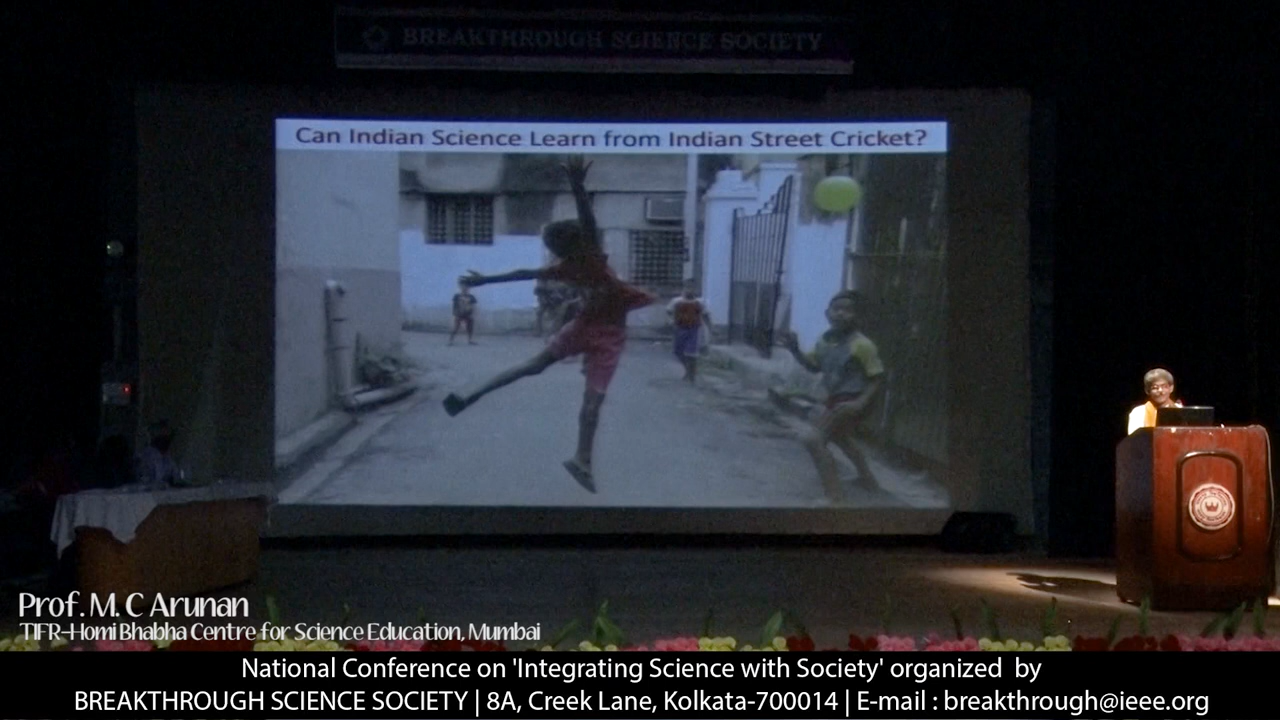 BREAKTHROUGH SCIENCE SOCIETY
Can Indian Science Learn from Indian Street Cricket?
Prof. M. C Arunan
TIFR-Homi Bhabha Centre for Science Education, Mumbai
National Conference on 'Integrating Science with Society' organized by
BREAKTHROUGH SCIENCE SOCIETY | 8A, Creek Lane, Kolkata-700014 | E-mail : breakthrough@ieee.org